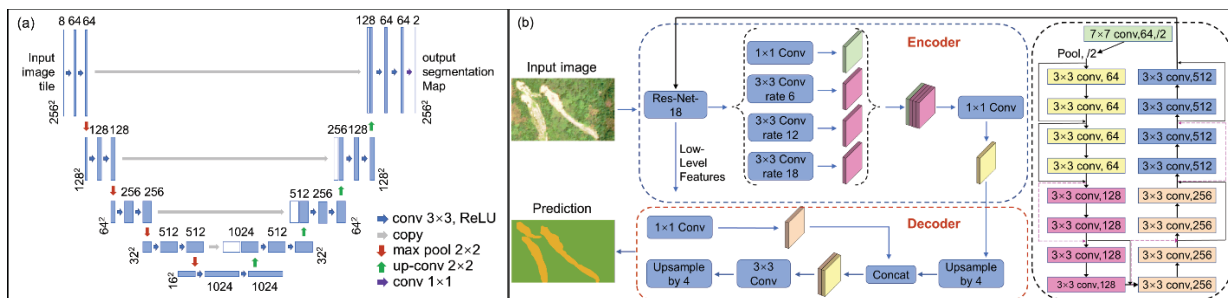 (a)
8 64 64
128 64 64 2
Input
image
tile
output
segmentation
Map
256²
256²
128 128
256 128
128²
128²
256 256
512 256
64²
64²
512 512
1024 512
32²
32²
16²
1024
1024
conv 3×3, ReLU
copy
max pool 2×2
up-conv 2×2
conv 1×1
(b)
Input image
Res-Net-
18
Low-
Level
Features
1×1 Conv
3×3 Conv
rate 6
3×3 Conv
rate 12
3×3 Conv
rate 18
Encoder
1×1 Conv
Prediction
Decoder
1×1 Conv
Upsample
by 4
3×3
Conv
Concat
Upsample
by 4
7×7 conv,64,/2
Pool, /2
3×3 conv, 64
3×3 conv, 64
3×3 conv, 64
3×3 conv, 64
3×3 conv,128
3×3 conv,128
3×3 conv,128
3×3 conv,128
3×3 conv,512
3×3 conv,512
3×3 conv,512
3×3 conv,512
3×3 conv,256
3×3 conv,256
3×3 conv,256
3×3 conv,256